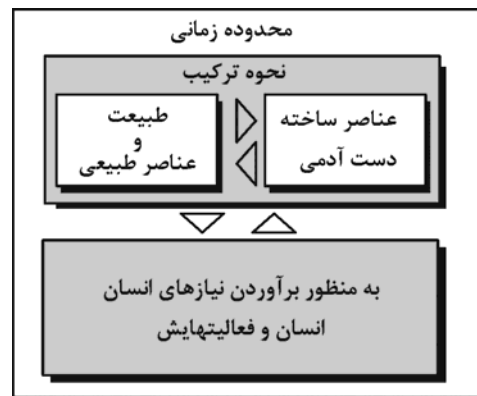 محدوده زمانی
نحوه ترکیب
عناصر ساخته
دست آدمی
طبیعت
و
عناصر طبیعی
به منظور برآوردن نیازهای انسان
انسان و فعالیتهایش